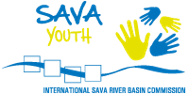 SAVA
YOUTH
INTERNATIONAL SAVA RIVER BASIN COMMISSION